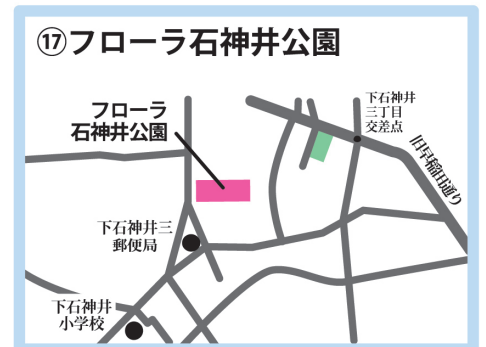 ⑰フローラ石神井公園
フローラ
石神井公園
下石神井
三丁目
交差点
旧早稲田通り
下石神井三
郵便局
下石神井
小学校